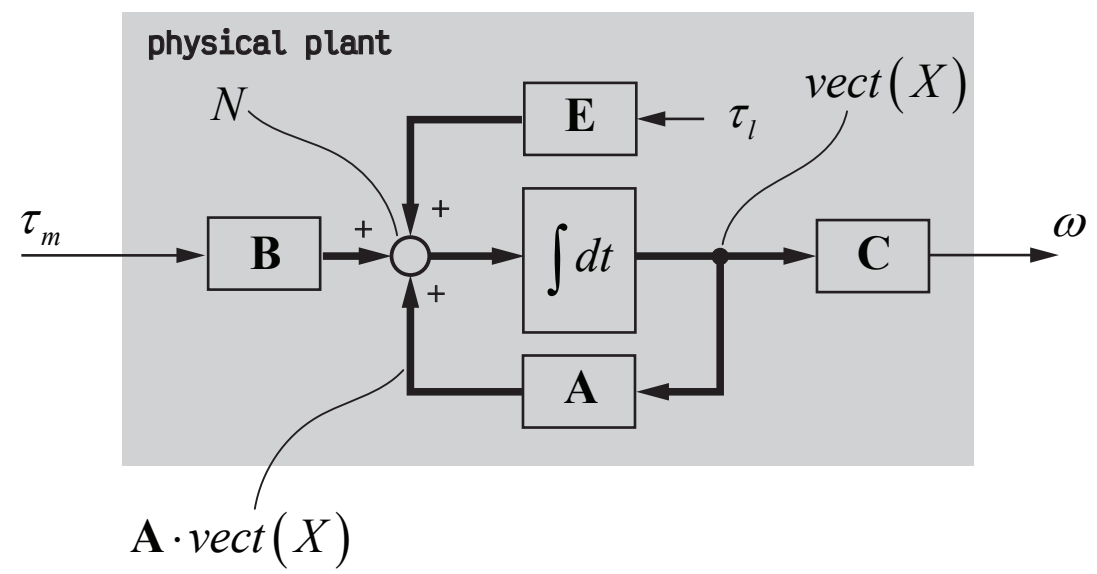 physical plant
N
vect(X)
E
τ_l
+
τ_m
+
B
∫dt
C
ω
+
A
A · vect(X)